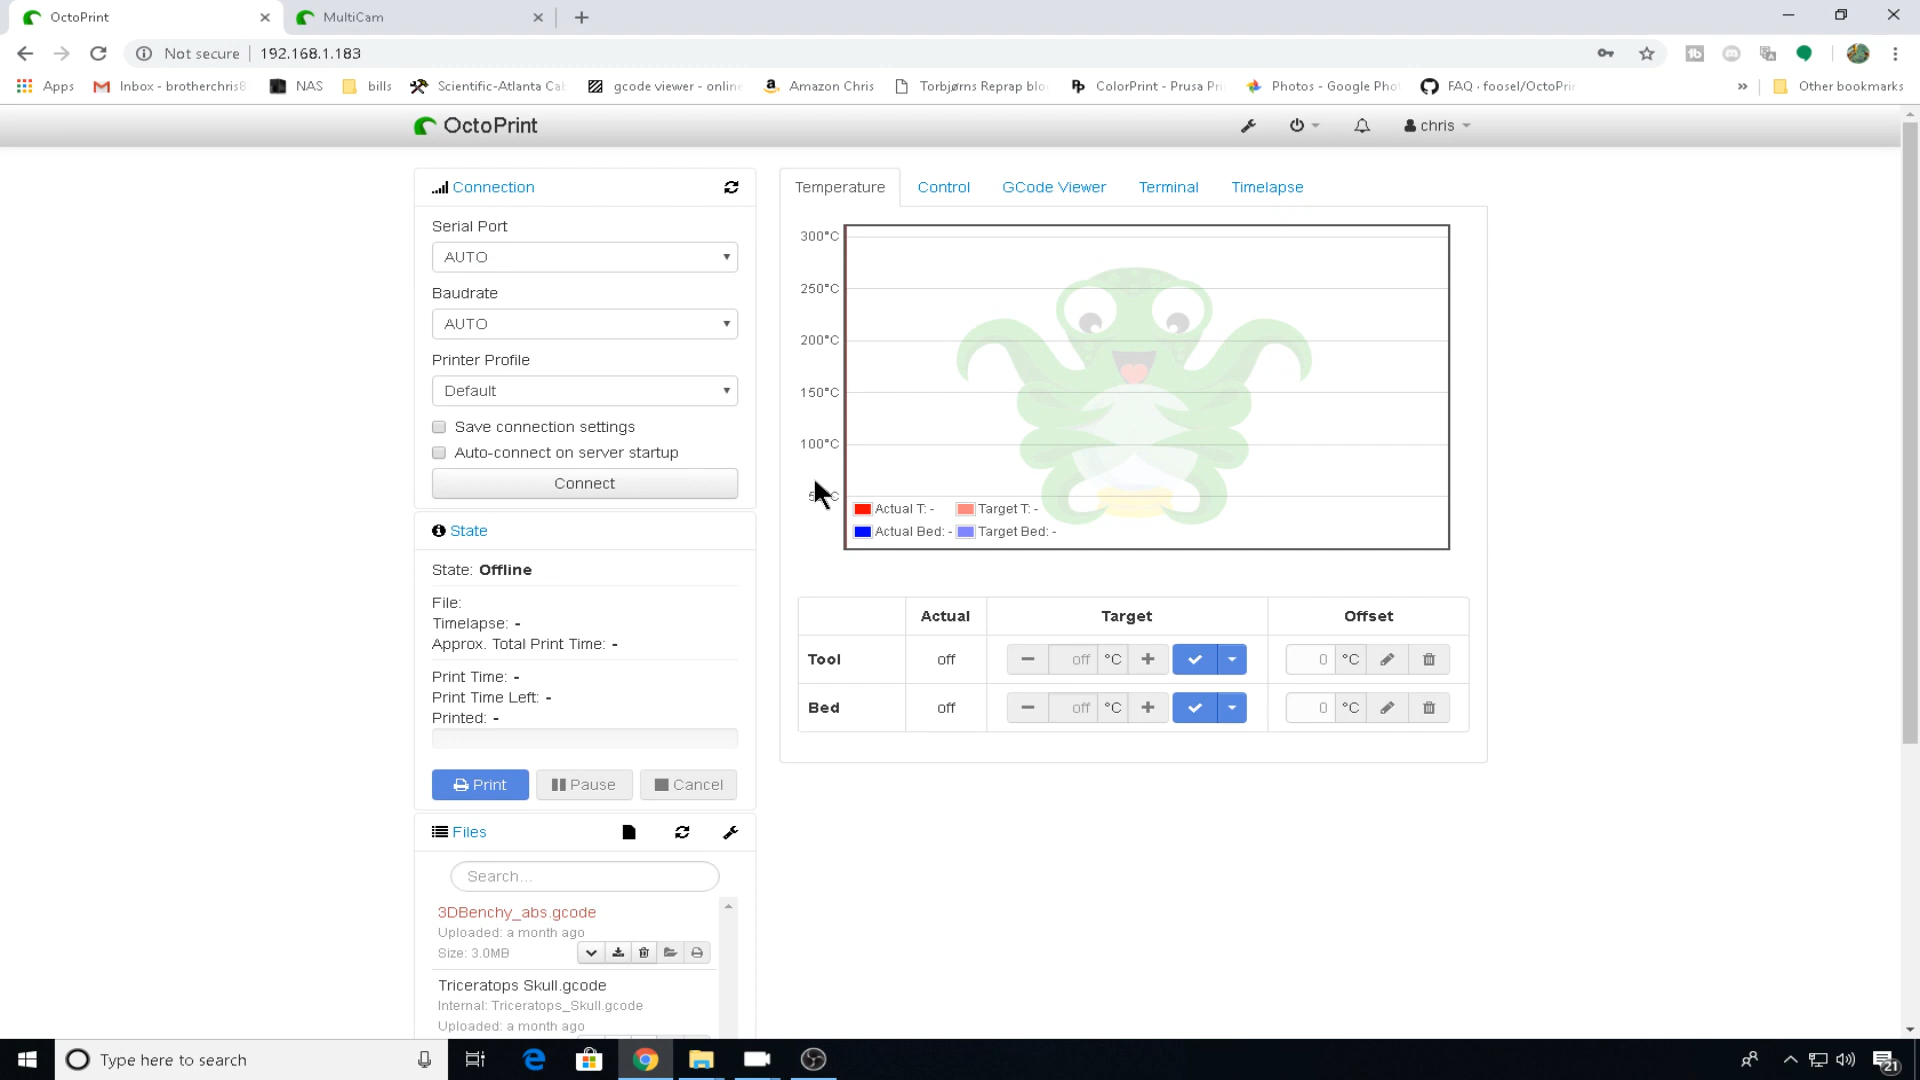 OctoPrint
MultiCam
Not secure
192.168.1.183
Apps
Inbox - brotherchris8
NAS
bills
Scientific-Atlanta Ca
gcode viewer - online
Amazon Chris
Torbjørns Reprap blo
ColorPrint - Prusa Pri
Photos - Google Pho
FAQ · foosel/OctoPri
»
Other bookmarks
OctoPrint
chris
Connection
Serial Port
AUTO
Baudrate
AUTO
Printer Profile
Default
Save connection settings
Auto-connect on server startup
Connect
State
State: Offline
File:
Timelapse: -
Approx. Total Print Time: -
Print Time: -
Print Time Left: -
Printed: -
Print
Pause
Cancel
Files
Search...
3DBenchy_abs.gcode
Uploaded: a month ago
Size: 3.0MB
Triceratops Skull.gcode
Internal: Triceratops_Skull.gcode
Uploaded: a month ago
Temperature
Control
GCode Viewer
Terminal
Timelapse
300°C
250°C
200°C
150°C
100°C
Actual T: -
Target T: -
Actual Bed: -
Target Bed: -
Actual
Target
Offset
Tool
off
off °C
0 °C
Bed
off
off °C
0 °C
Type here to search
21